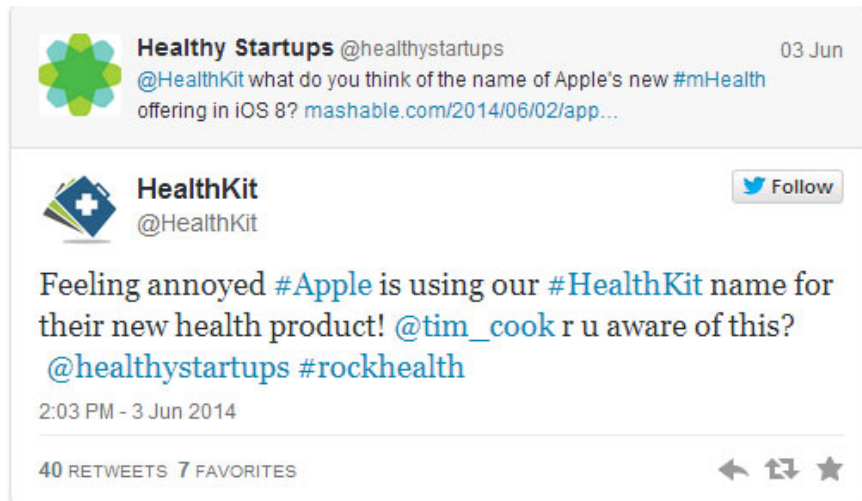 Healthy Startups @healthystartups 03 Jun
@HealthKit what do you think of the name of Apple's new #mHealth
offering in iOS 8? mashable.com/2014/06/02/app...
HealthKit
@HealthKit
Follow
Feeling annoyed #Apple is using our #HealthKit name for
their new health product! @tim_cook r u aware of this?
@healthystartups #rockhealth
2:03 PM - 3 Jun 2014
40 RETWEETS 7 FAVORITES